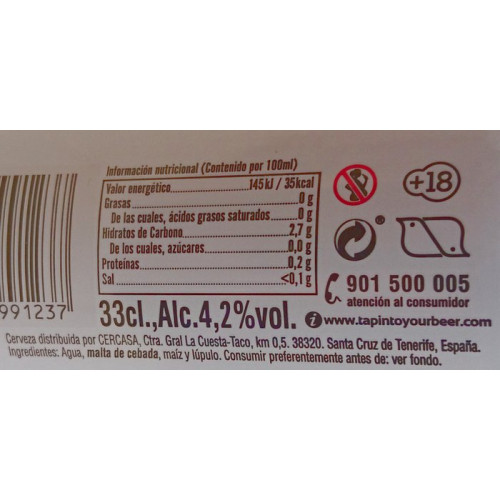 Información nutricional (Contenido por 100ml)
Valor energético 145kJ / 35kcal
Grasas 0 g
De las cuales, ácidos grasos saturados 0 g
Hidratos de Carbono 2,7 g
De los cuales, azúcares 0,0 g
Proteínas 0,2 g
Sal <0,1 g
+18
901 500 005
atención al consumidor
991237
33cl.,Alc.4,2%vol.
www.tapintoyourbeer.com
Cerveza distribuida por CERCASA, Ctra. Gral La Cuesta-Taco, km 0,5. 38320. Santa Cruz de Tenerife, España.
Ingredientes: Agua, malta de cebada, maíz y lúpulo. Consumir preferentemente antes de: ver fondo.